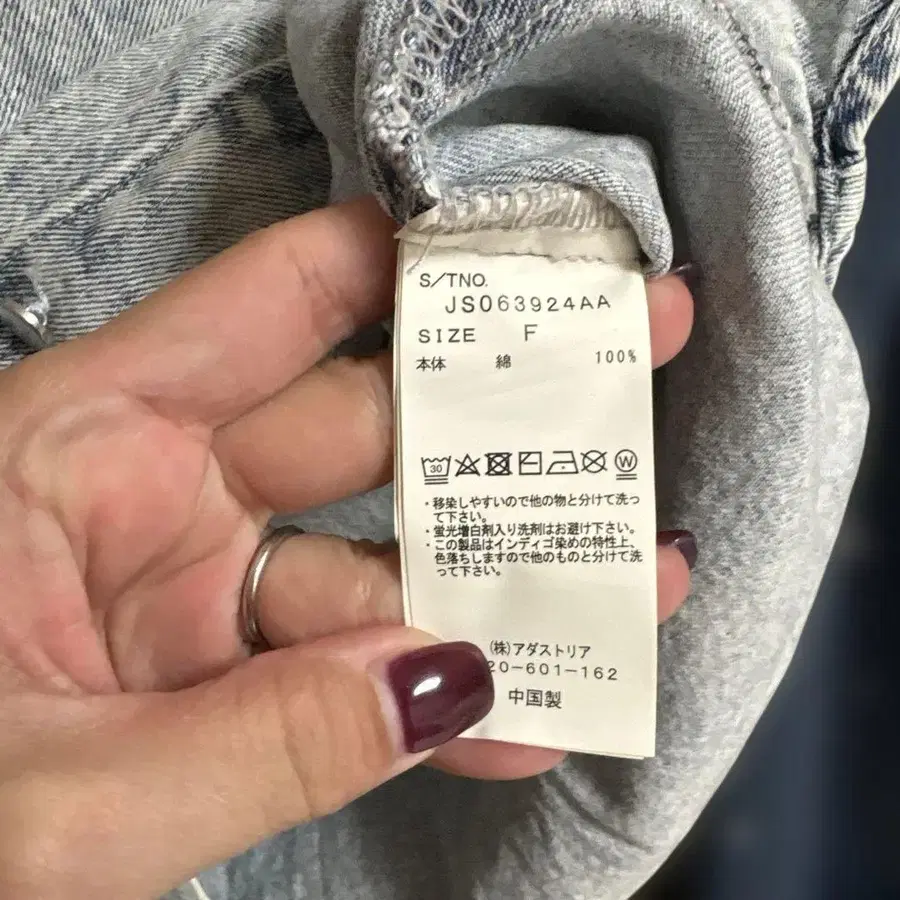 S/TNO.
JS063924AA
SIZE F
本体 綿 100%
30 W
・移染しやすいので他の物と分けて洗っ
て下さい。
・蛍光増白剤入り洗剤はお避け下さい。
・この製品はインディゴ染めの特性上、
色落ちしますので他のものと分けて洗
って下さい。
(株)アダストリア
20-601-162
中国製